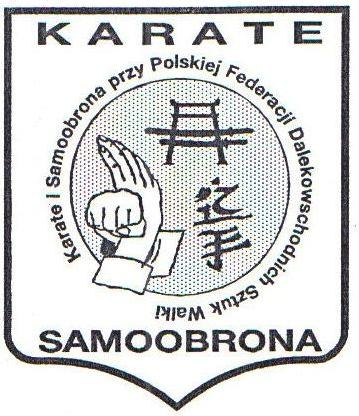 KARATE
Karate i Samoobrona przy Polskiej Federacji Dalekowschodnich Sztuk Walki
SAMOOBRONA